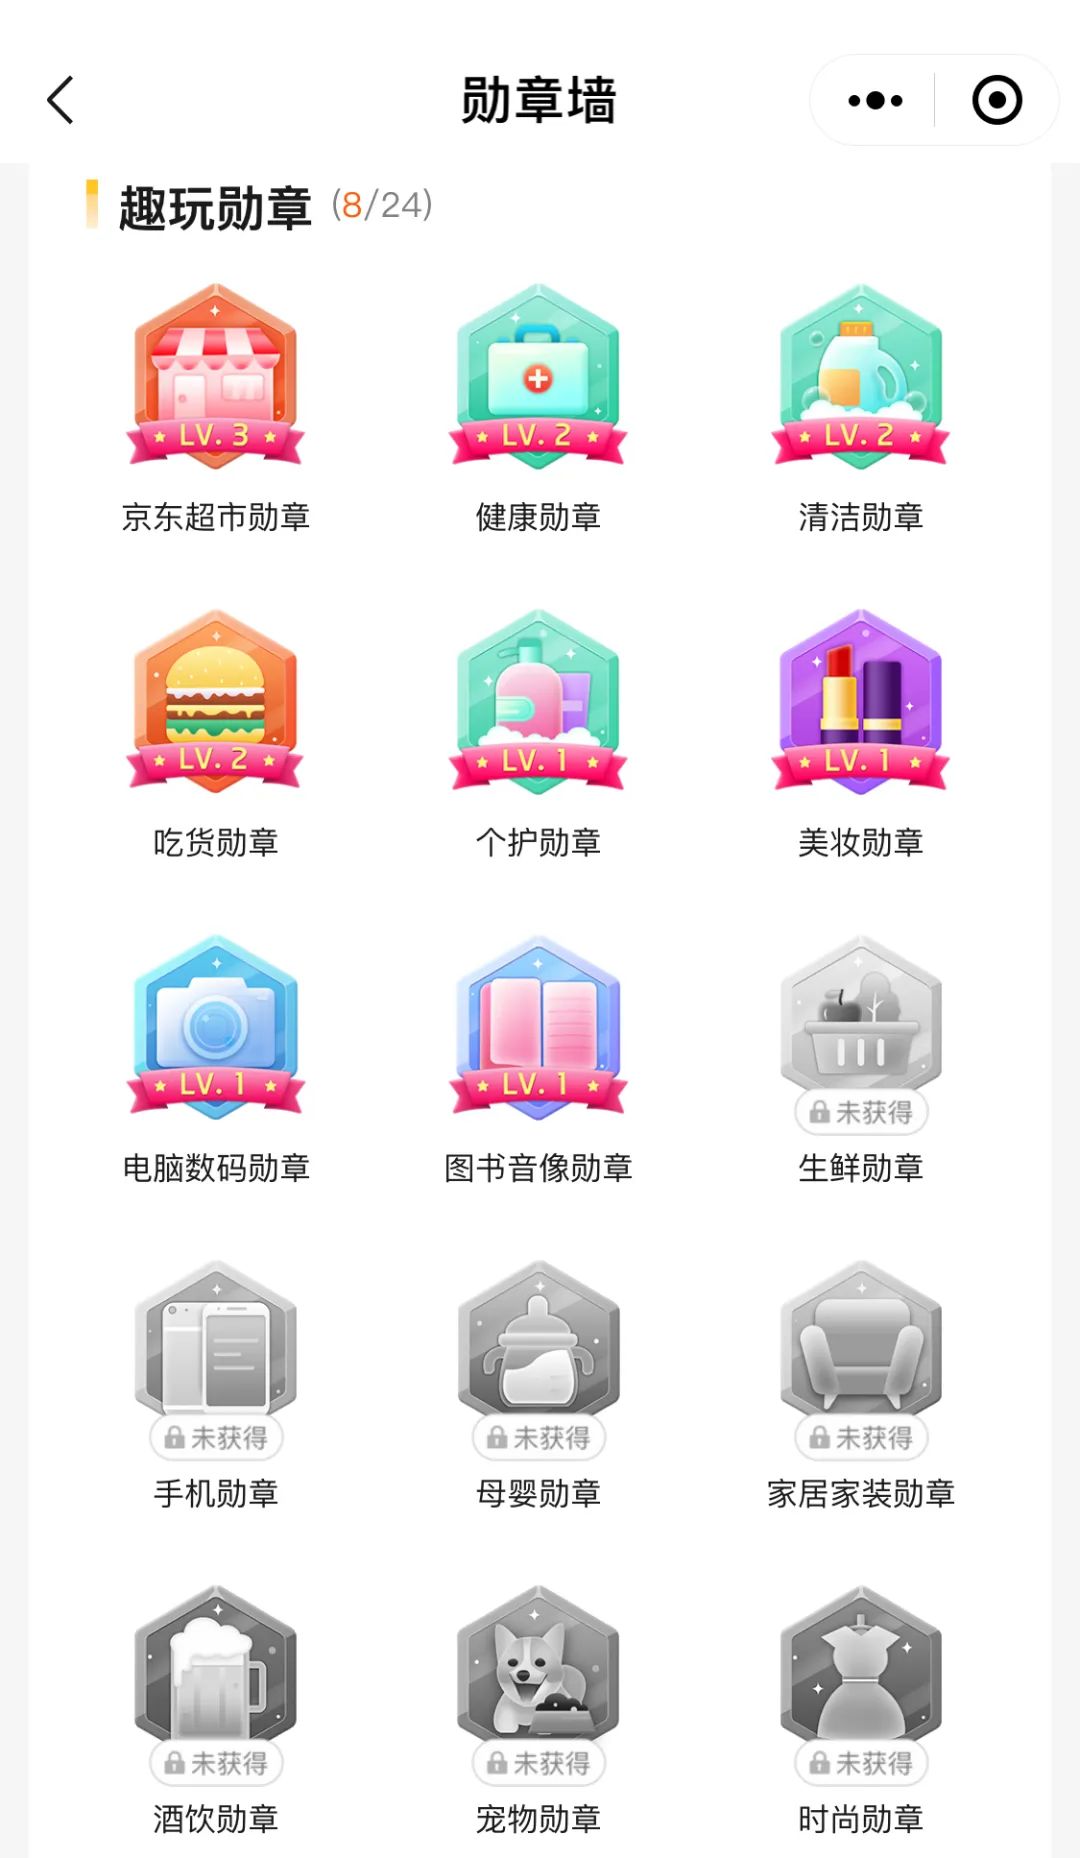 勋章墙
趣玩勋章 (8/24)
LV. 3
LV. 2
LV. 2
京东超市勋章
健康勋章
清洁勋章
LV. 2
LV. 1
LV. 1
吃货勋章
个护勋章
美妆勋章
LV. 1
LV. 1
未获得
电脑数码勋章
图书音像勋章
生鲜勋章
未获得
未获得
未获得
手机勋章
母婴勋章
家居家装勋章
未获得
未获得
未获得
酒饮勋章
宠物勋章
时尚勋章